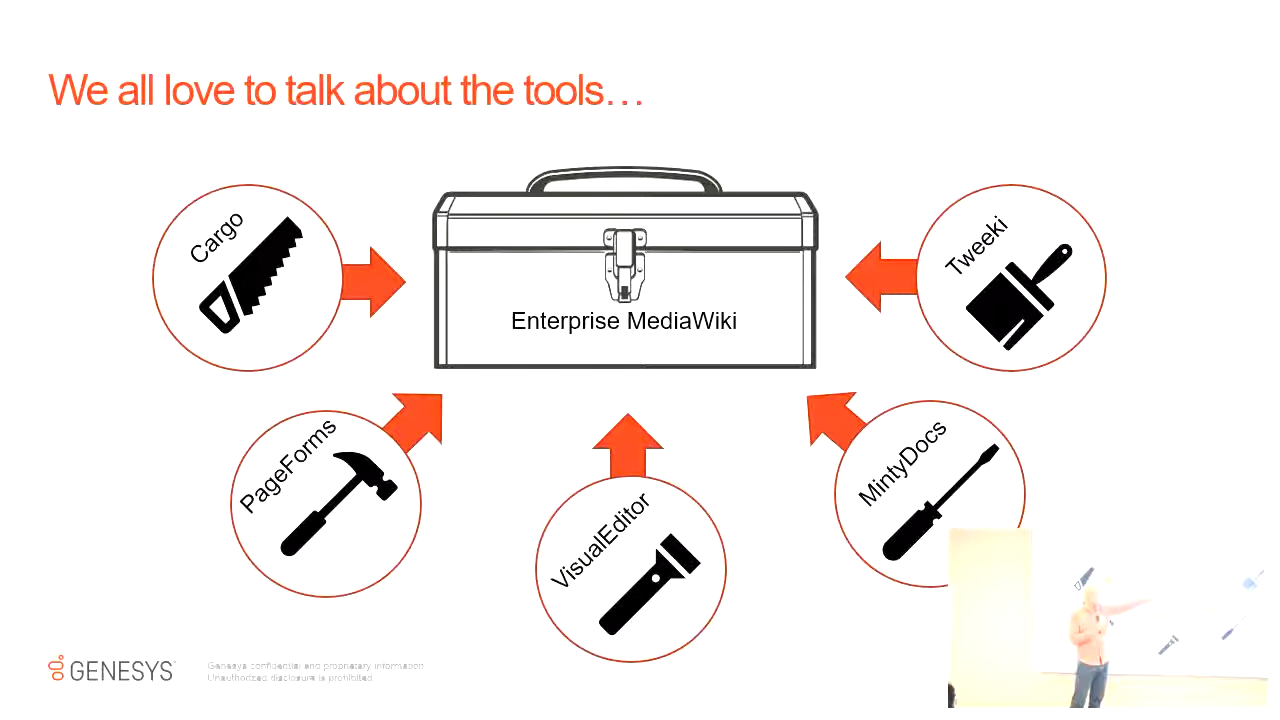 We all love to talk about the tools…
Cargo
Tweeki
Enterprise MediaWiki
PageForms
MintyDocs
VisualEditor
GENESYS
Genesys confidential and proprietary information
Unauthorized disclosure is prohibited